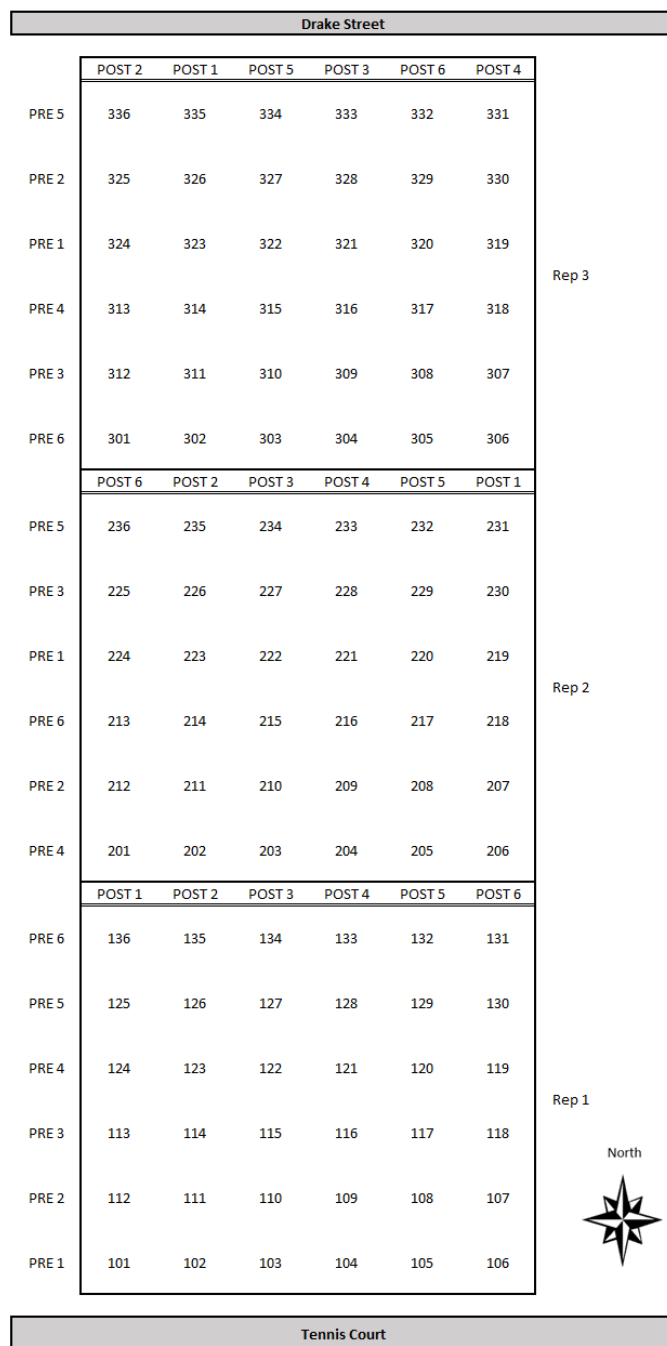 Drake Street
POST 2 POST 1 POST 5 POST 3 POST 6 POST 4
PRE 5 336 335 334 333 332 331
PRE 2 325 326 327 328 329 330
PRE 1 324 323 322 321 320 319
Rep 3
PRE 4 313 314 315 316 317 318
PRE 3 312 311 310 309 308 307
PRE 6 301 302 303 304 305 306
POST 6 POST 2 POST 3 POST 4 POST 5 POST 1
PRE 5 236 235 234 233 232 231
PRE 3 225 226 227 228 229 230
PRE 1 224 223 222 221 220 219
Rep 2
PRE 6 213 214 215 216 217 218
PRE 2 212 211 210 209 208 207
PRE 4 201 202 203 204 205 206
POST 1 POST 2 POST 3 POST 4 POST 5 POST 6
PRE 6 136 135 134 133 132 131
PRE 5 125 126 127 128 129 130
PRE 4 124 123 122 121 120 119
Rep 1
PRE 3 113 114 115 116 117 118
North
PRE 2 112 111 110 109 108 107
PRE 1 101 102 103 104 105 106
Tennis Court